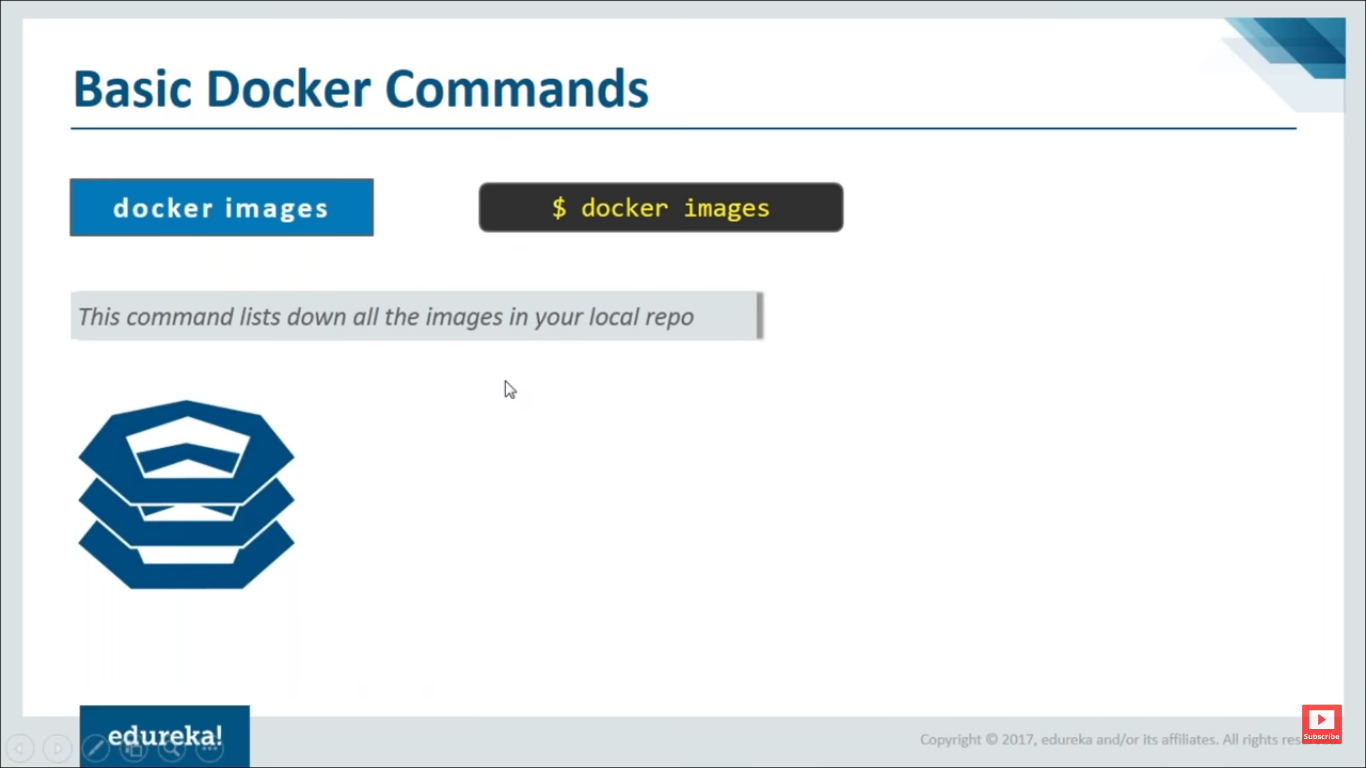 Basic Docker Commands
docker images
$ docker images
This command lists down all the images in your local repo
edureka!
Copyright © 2017, edureka and/or its affiliates. All rights
Subscribe